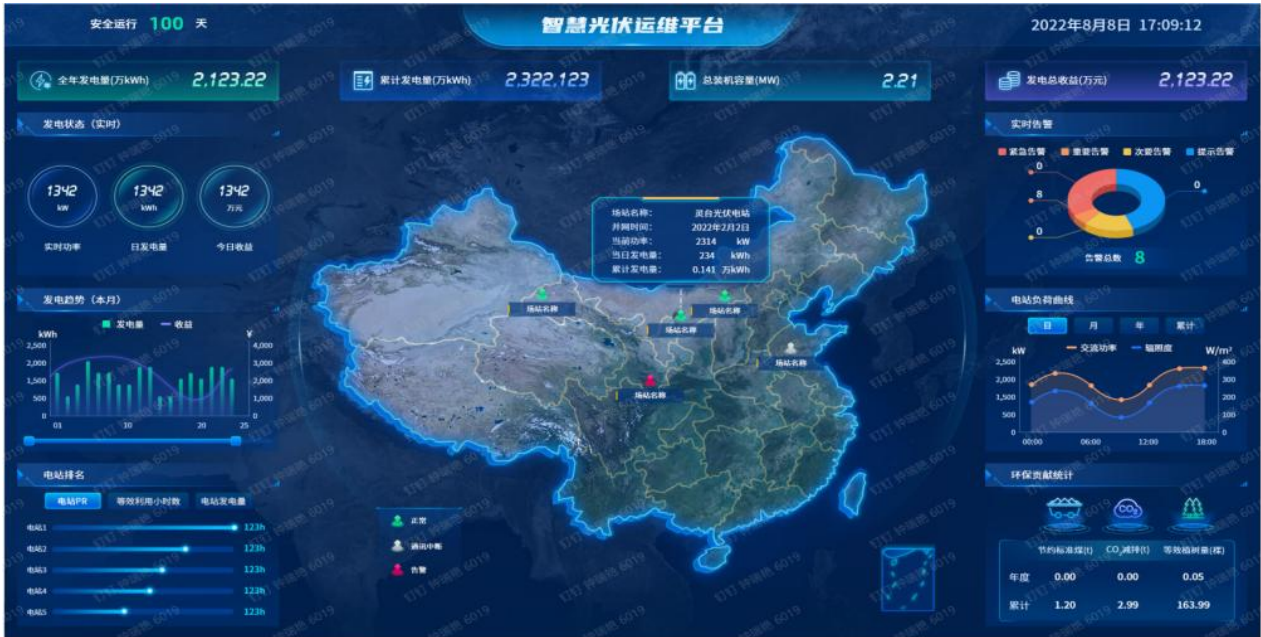 安全运行 100 天
智慧光伏运维平台
2022年8月8日 17:09:12
全年发电量(万kWh) 2,123.22
累计发电量(万kWh) 2,322,123
总装机容量(MW) 2.21
发电总收益(万元) 2,123.22
发电状态（实时）
1342 kW
1342 kWh
1342 万元
实时功率 日发电量 今日收益
发电趋势（本月）
发电量 收益
kWh ¥
2,500 4,000
2,000 3,000
1,500 2,000
1,000
500
0 0
01 10 20 25
电站排名
电站PR 等效利用小时数 电站发电量
电站1 123h
电站2 123h
电站3 123h
电站4 123h
电站5 123h
场站名称: 灵台光伏电站
并网时间: 2022年2月2日
当前功率: 2314 kW
当日发电量: 234 kWh
累计发电量: 0.141 万kWh
场站名称
场站名称
场站名称
场站名称
场站名称
正常
通讯中断
告警
实时告警
紧急告警 重要告警 次要告警 提示告警
0
0
8
0
告警总数 8
电站负荷曲线
日 月 年 累计
kW 交流功率 辐照度 W/m²
2,500 400
2,000 300
1,500 200
1,000
500 100
0 0
00:00 06:00 12:00 18:00
环保贡献统计
CO₂
节约标准煤(t) CO₂减排(t) 等效植树量(棵)
年度 0.00 0.00 0.05
累计 1.20 2.99 163.99
钉钉 钟瑞艳 6019